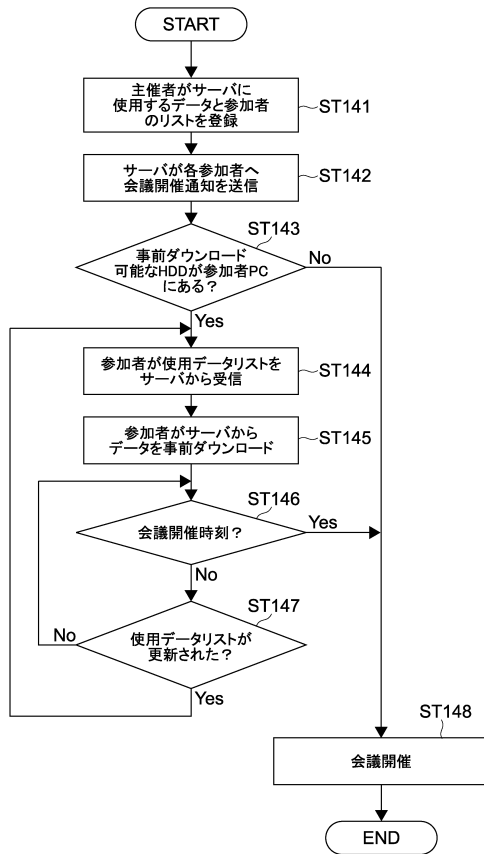 START
主催者がサーバに
使用するデータと参加者
のリストを登録
ST141
サーバが各参加者へ
会議開催通知を送信
ST142
ST143
事前ダウンロード
可能なHDDが参加者PC
にある？
No
Yes
参加者が使用データリストを
サーバから受信
ST144
参加者がサーバから
データを事前ダウンロード
ST145
ST146
会議開催時刻？
Yes
No
ST147
使用データリストが
更新された？
No
Yes
ST148
会議開催
END